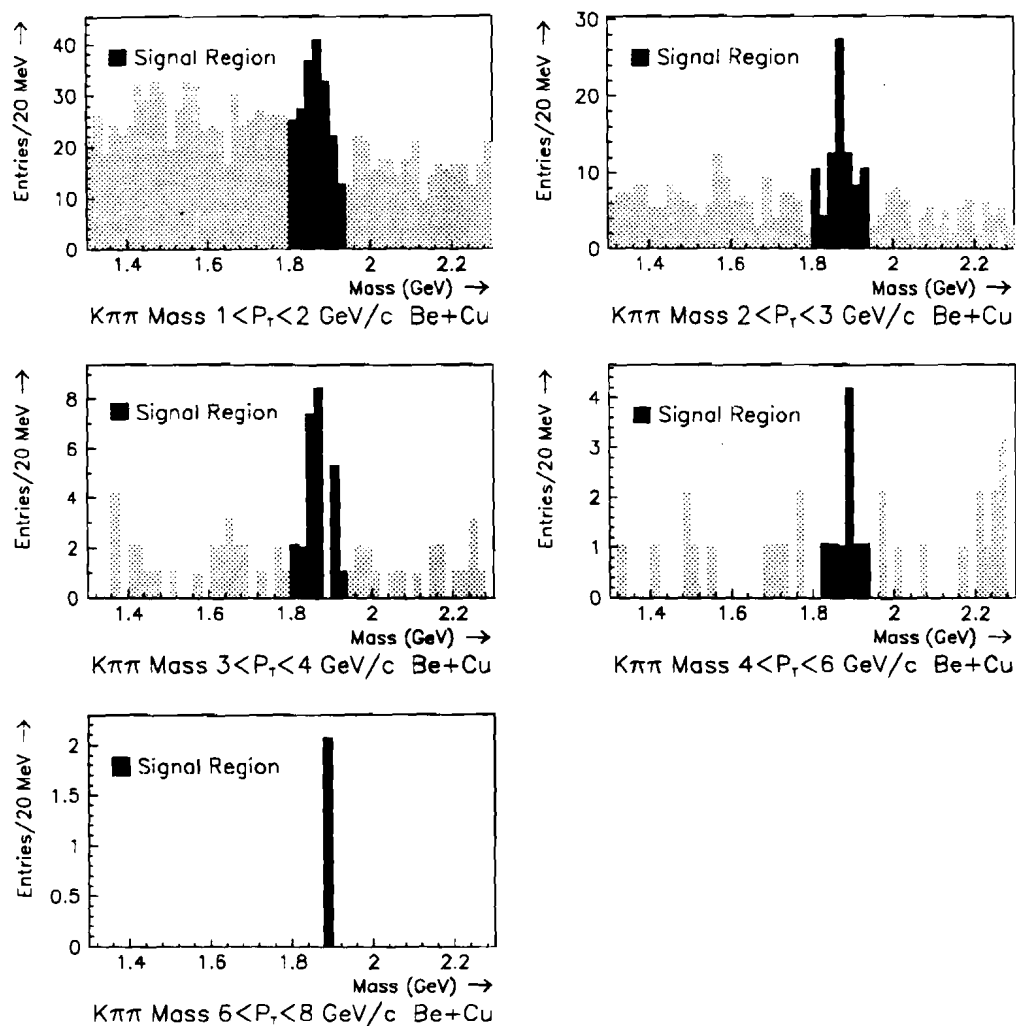 Entries/20 MeV →
40
30
20
10
0
Signal Region
1.4 1.6 1.8 2 2.2
Mass (GeV) →
Kππ Mass 1<P_T<2 GeV/c Be+Cu
Entries/20 MeV →
30
20
10
0
Signal Region
1.4 1.6 1.8 2 2.2
Mass (GeV) →
Kππ Mass 2<P_T<3 GeV/c Be+Cu
Entries/20 MeV →
8
6
4
2
0
Signal Region
1.4 1.6 1.8 2 2.2
Mass (GeV) →
Kππ Mass 3<P_T<4 GeV/c Be+Cu
Entries/20 MeV →
4
3
2
1
0
Signal Region
1.4 1.6 1.8 2 2.2
Mass (GeV) →
Kππ Mass 4<P_T<6 GeV/c Be+Cu
Entries/20 MeV →
2
1.5
1
0.5
0
Signal Region
1.4 1.6 1.8 2 2.2
Mass (GeV) →
Kππ Mass 6<P_T<8 GeV/c Be+Cu